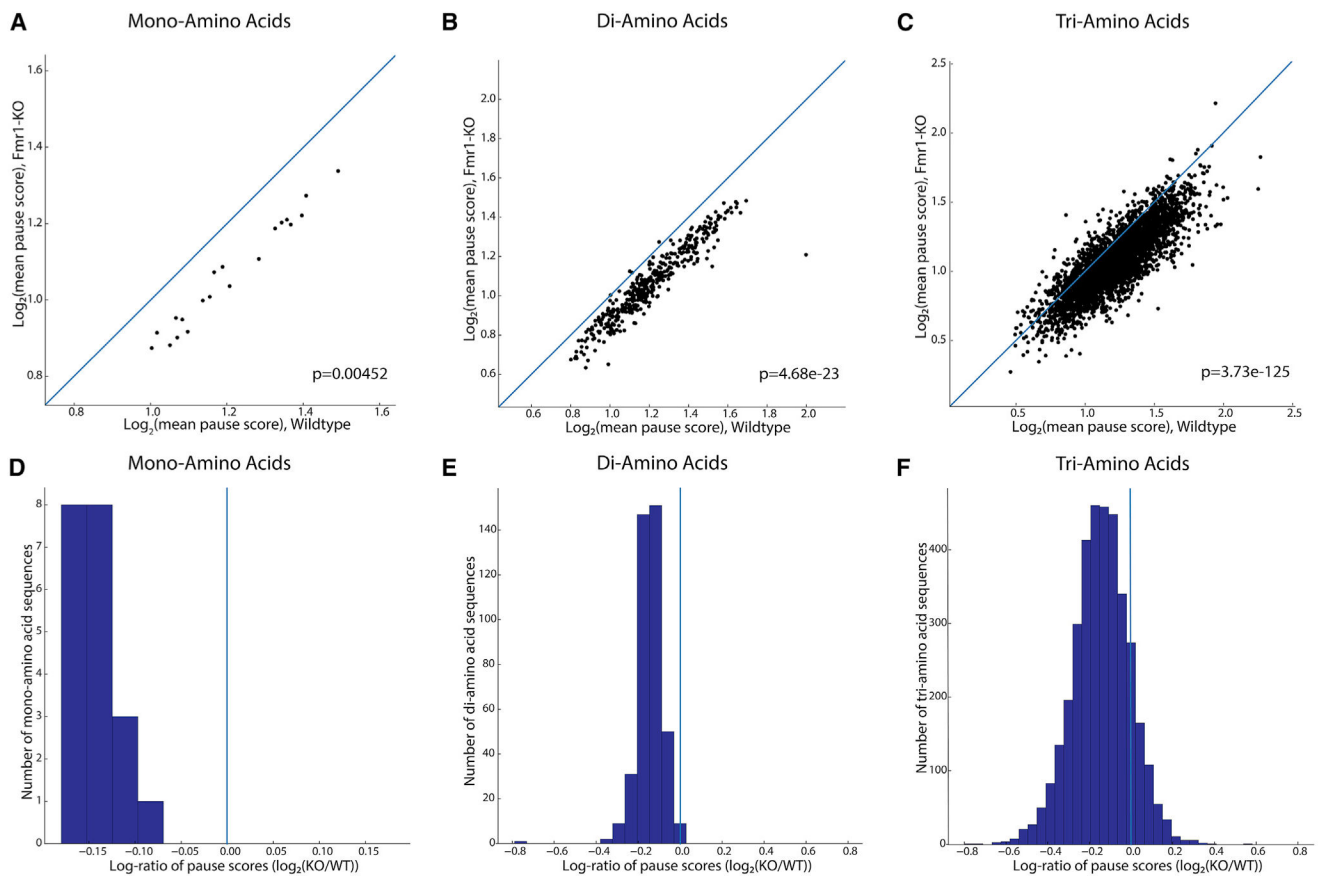 A Mono-Amino Acids
Log₂(mean pause score), Fmr1-KO
1.6
1.4
1.2
1.0
0.8
p=0.00452
0.8 1.0 1.2 1.4 1.6
Log₂(mean pause score), Wildtype
B Di-Amino Acids
Log₂(mean pause score), Fmr1-KO
2.0
1.8
1.6
1.4
1.2
1.0
0.8
0.6
p=4.68e-23
0.6 0.8 1.0 1.2 1.4 1.6 1.8 2.0
Log₂(mean pause score), Wildtype
C Tri-Amino Acids
Log₂(mean pause score), Fmr1-KO
2.5
2.0
1.5
1.0
0.5
p=3.73e-125
0.5 1.0 1.5 2.0 2.5
Log₂(mean pause score), Wildtype
D Mono-Amino Acids
Number of mono-amino acid sequences
8
7
6
5
4
3
2
1
0
−0.15 −0.10 −0.05 0.00 0.05 0.10 0.15
Log-ratio of pause scores (log₂(KO/WT))
E Di-Amino Acids
Number of di-amino acid sequences
140
120
100
80
60
40
20
0
−0.8 −0.6 −0.4 −0.2 0.0 0.2 0.4 0.6 0.8
Log-ratio of pause scores (log₂(KO/WT))
F Tri-Amino Acids
Number of tri-amino acid sequences
400
300
200
100
0
−0.8 −0.6 −0.4 −0.2 0.0 0.2 0.4 0.6 0.8
Log-ratio of pause scores (log₂(KO/WT))